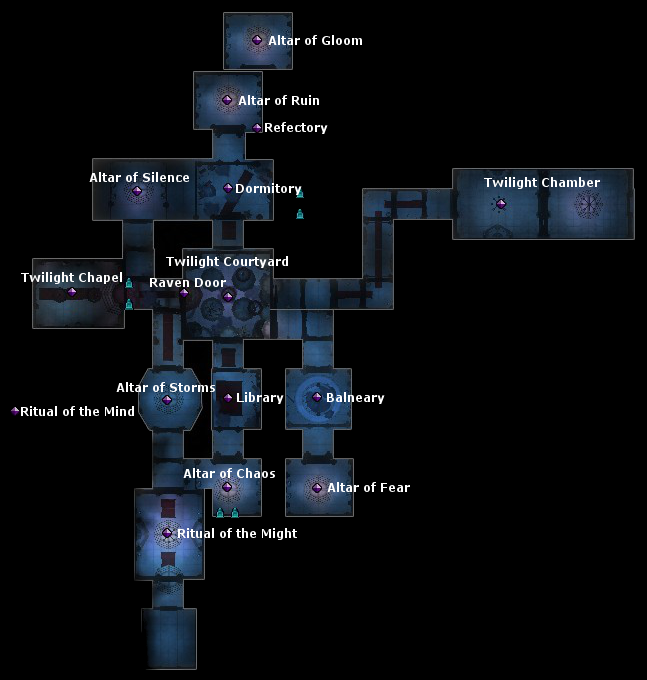 Altar of Gloom
Altar of Ruin
Refectory
Altar of Silence
Dormitory
Twilight Chamber
Twilight Courtyard
Twilight Chapel
Raven Door
Altar of Storms
Library
Balneary
Ritual of the Mind
Altar of Chaos
Altar of Fear
Ritual of the Might